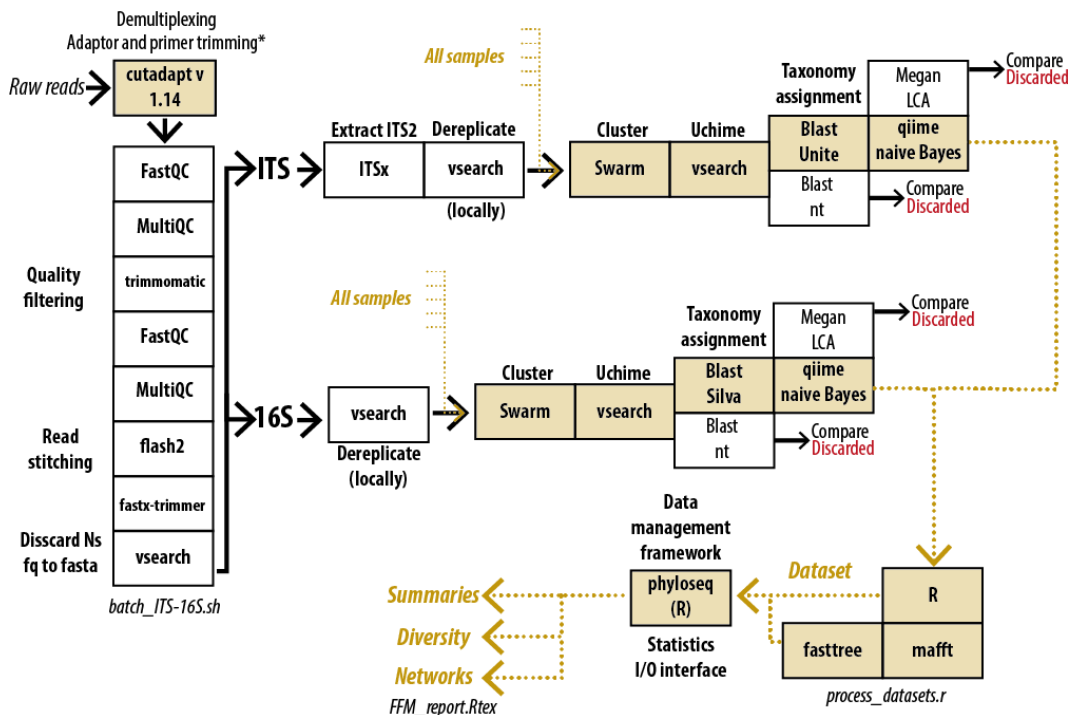 Demultiplexing
Adaptor and primer trimming*
Raw reads
cutadapt v
1.14
FastQC
MultiQC
Quality
filtering
trimmomatic
FastQC
MultiQC
Read
stitching
flash2
fastx-trimmer
Disscard Ns
fq to fasta
vsearch
batch_ITS-16S.sh
ITS
Extract ITS2
ITSx
Dereplicate
vsearch
(locally)
All samples
Cluster
Swarm
Uchime
vsearch
Taxonomy
assignment
Megan
LCA
Compare
Discarded
Blast
Unite
qiime
naive Bayes
Blast
nt
Compare
Discarded
16S
vsearch
Dereplicate
(locally)
All samples
Cluster
Swarm
Uchime
vsearch
Taxonomy
assignment
Megan
LCA
Compare
Discarded
Blast
Silva
qiime
naive Bayes
Blast
nt
Compare
Discarded
R
fasttree
mafft
process_datasets.r
Dataset
Data
management
framework
phyloseq
(R)
Statistics
I/O interface
Summaries
Diversity
Networks
FFM_report.Rtex